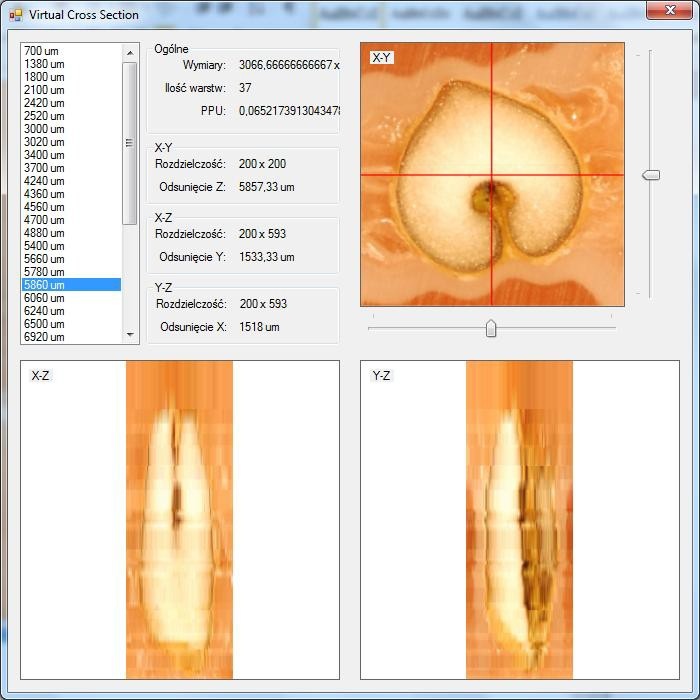 Virtual Cross Section
700 um
1380 um
1800 um
2100 um
2420 um
2520 um
3000 um
3020 um
3400 um
3700 um
4240 um
4360 um
4560 um
4700 um
4880 um
5400 um
5660 um
5780 um
5860 um
6060 um
6240 um
6500 um
6920 um
Ogólne
Wymiary: 3066,66666666667 x
Ilość warstw: 37
PPU: 0,0652173913043478
X-Y
Rozdzielczość: 200 x 200
Odsunięcie Z: 5857,33 um
X-Z
Rozdzielczość: 200 x 593
Odsunięcie Y: 1533,33 um
Y-Z
Rozdzielczość: 200 x 593
Odsunięcie X: 1518 um
X-Y
X-Z
Y-Z